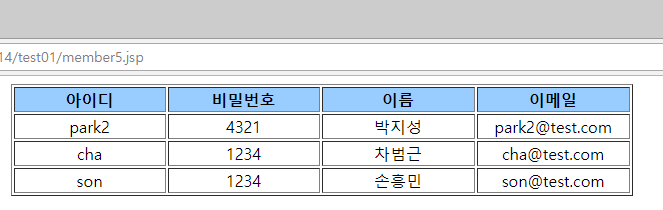 14/test01/member5.jsp
아이디 비밀번호 이름 이메일
park2 4321 박지성 park2@test.com
cha 1234 차범근 cha@test.com
son 1234 손흥민 son@test.com